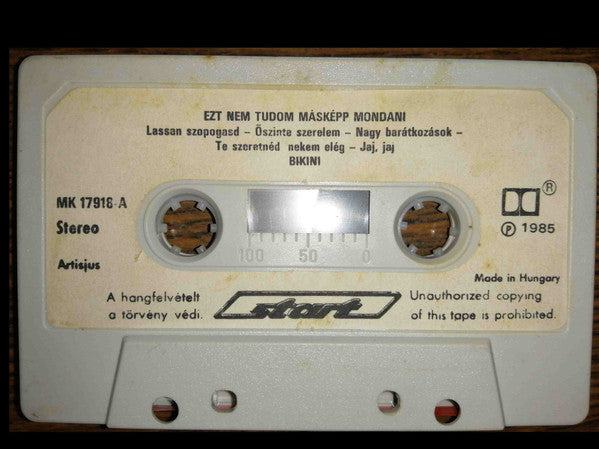 EZT NEM TUDOM MÁSKÉPP MONDANI
Lassan szopogasd – Őszinte szerelem – Nagy barátkozások –
Te szeretnéd nekem elég – Jaj, jaj
BIKINI
MK 17918-A
Stereo
Artisjus
100 50 0
®
℗ 1985
Made in Hungary
A hangfelvételt
a törvény védi.
start
Unauthorized copying
of this tape is prohibited.